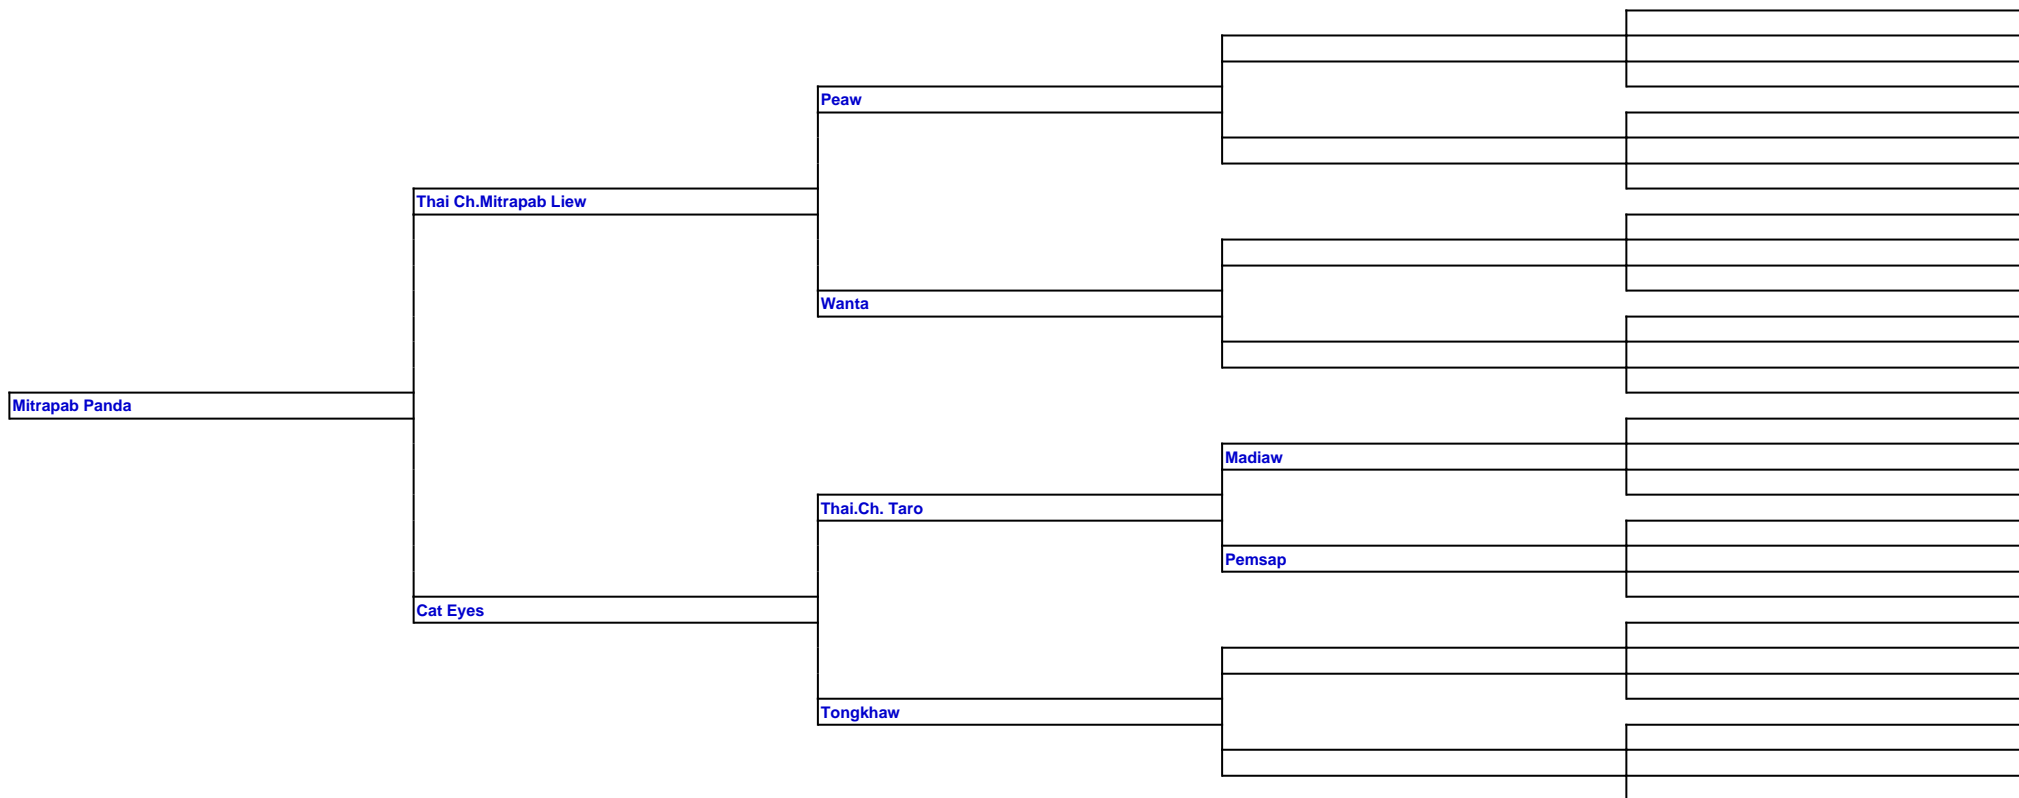 Peaw
Thai Ch.Mitrapab Liew
Wanta
Mitrapab Panda
Madiaw
Thai.Ch. Taro
Pemsap
Cat Eyes
Tongkhaw